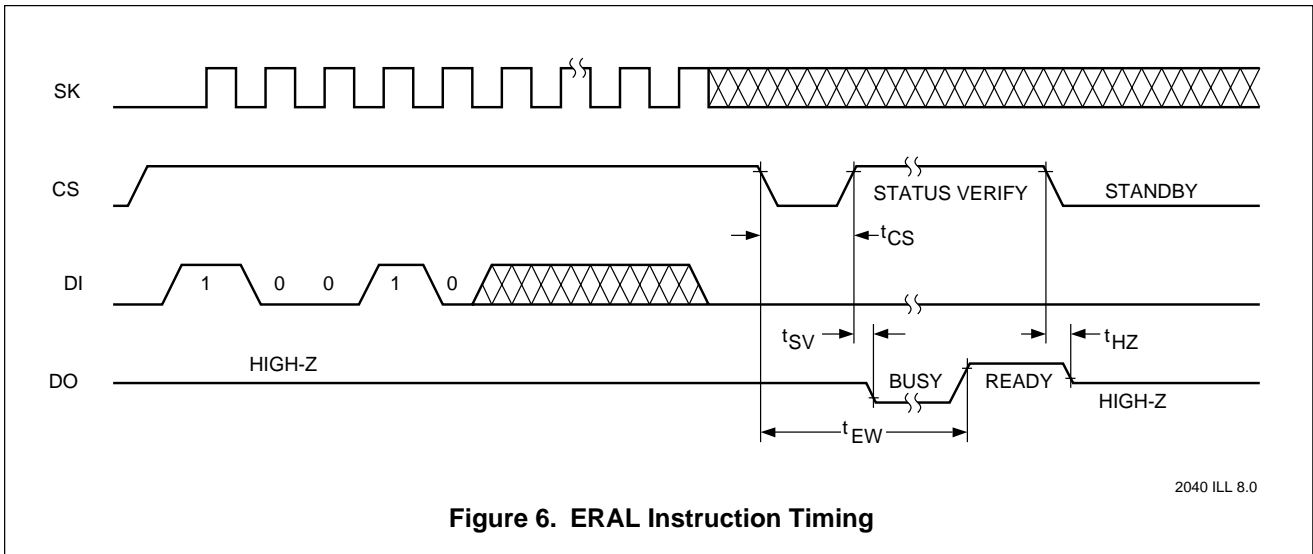 SK
CS
STATUS VERIFY
STANDBY
tCS
DI
1 0 0 1 0
tSV
tHZ
HIGH-Z
DO
BUSY
READY
HIGH-Z
tEW
2040 ILL 8.0
Figure 6. ERAL Instruction Timing